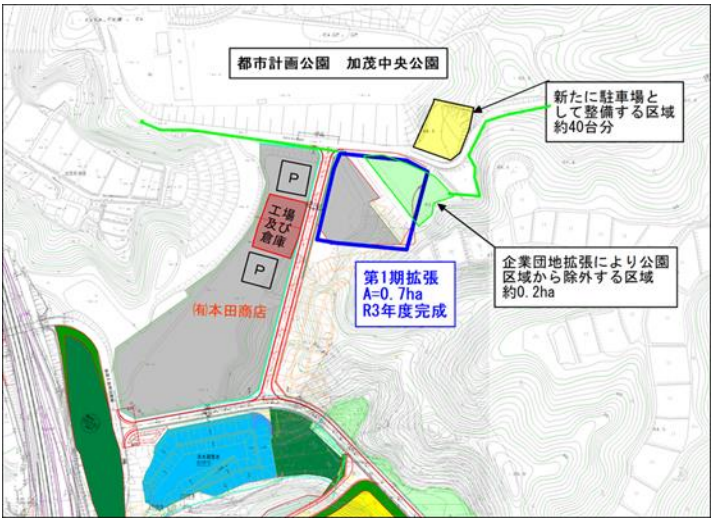 都市計画公園　加茂中央公園
新たに駐車場と
して整備する区域
約40台分
P
工場
及び
倉庫
P
㈲本田商店
第1期拡張
A=0.7ha
R3年度完成
企業団地拡張により公園
区域から除外する区域
約0.2ha